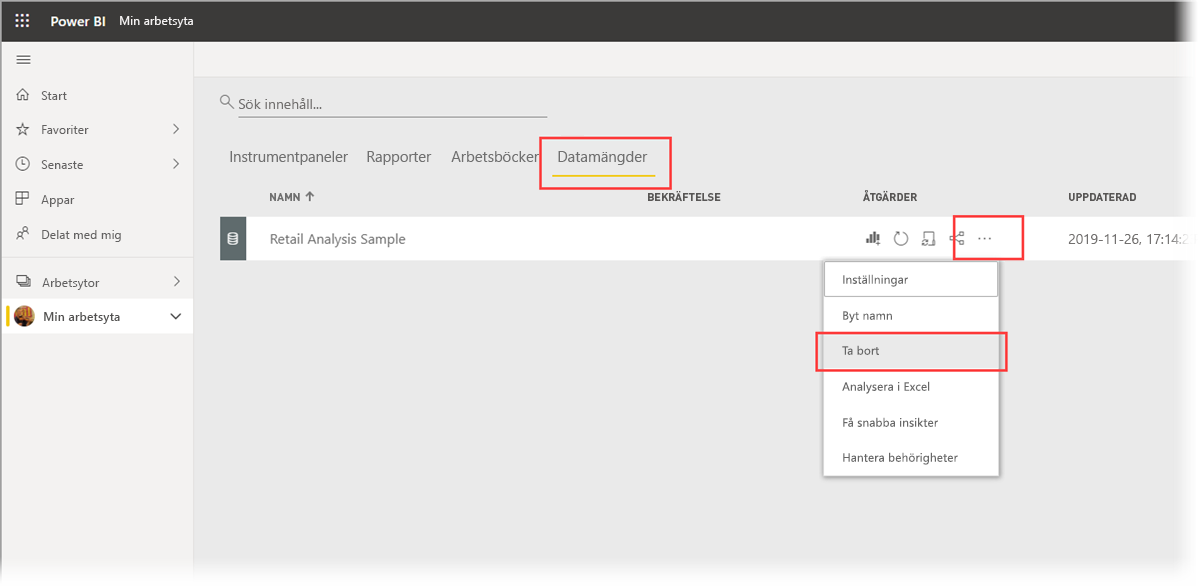 Power BI Min arbetsyta
Start
Favoriter
Senaste
Appar
Delat med mig
Arbetsytor
Min arbetsyta
Sök innehåll...
Instrumentpaneler Rapporter Arbetsböcker Datamängder
NAMN BEKRÄFTELSE ÅTGÄRDER UPPDATERAD
Retail Analysis Sample 2019-11-26, 17:14:2
Inställningar
Byt namn
Ta bort
Analysera i Excel
Få snabba insikter
Hantera behörigheter